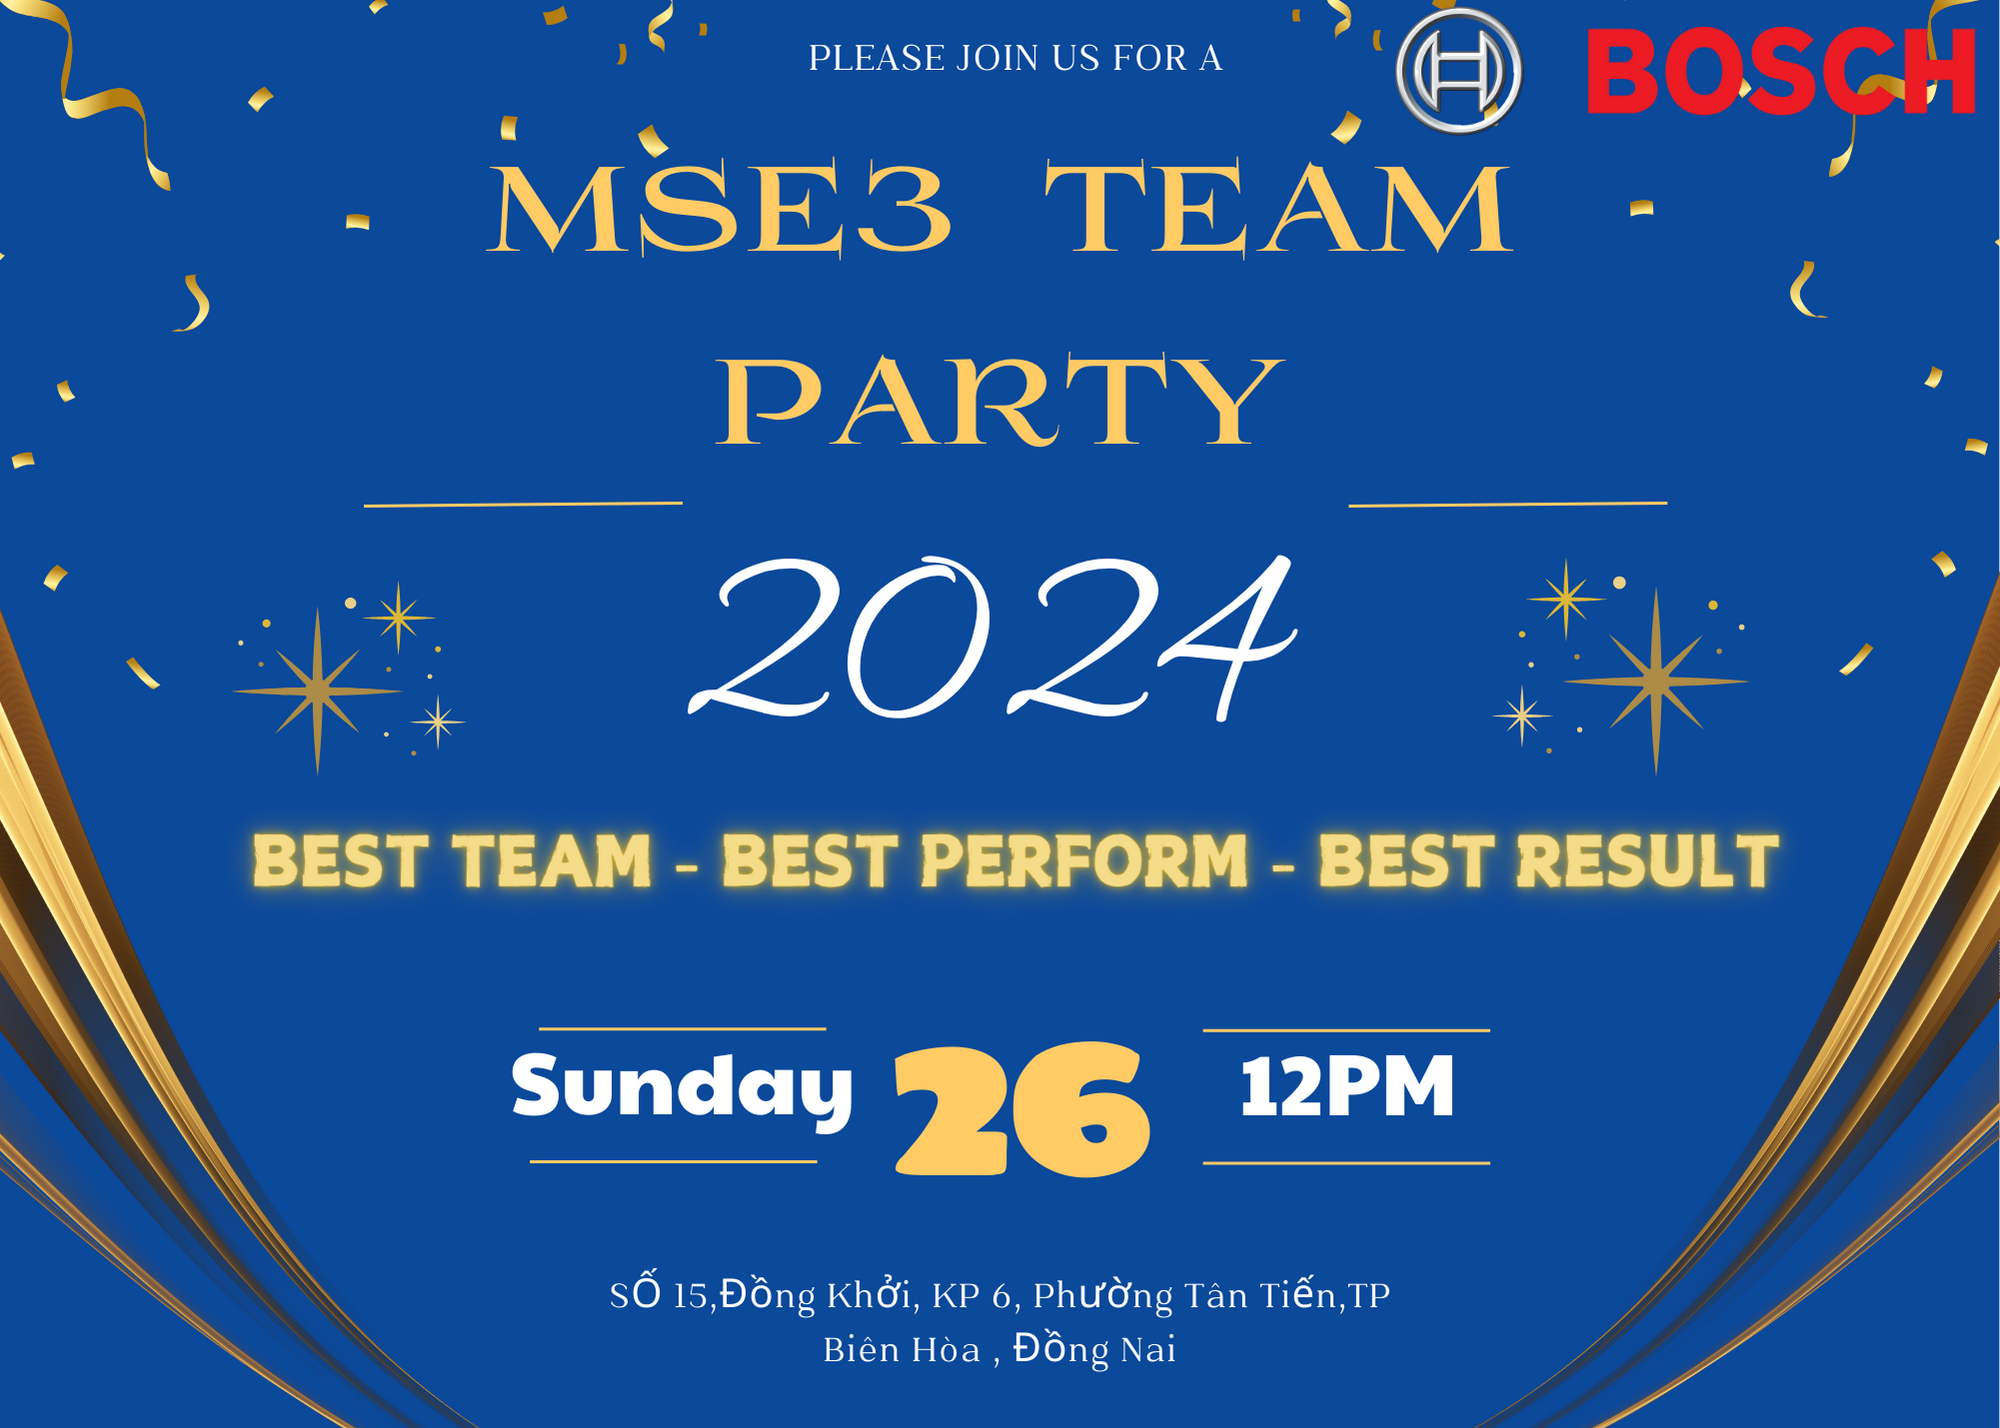 PLEASE JOIN US FOR A
BOSCH
MSE3 TEAM
PARTY
2024
BEST TEAM - BEST PERFORM - BEST RESULT
Sunday 26 12PM
SỐ 15,Đồng Khởi, KP 6, Phường Tân Tiến,TP
Biên Hòa , Đồng Nai